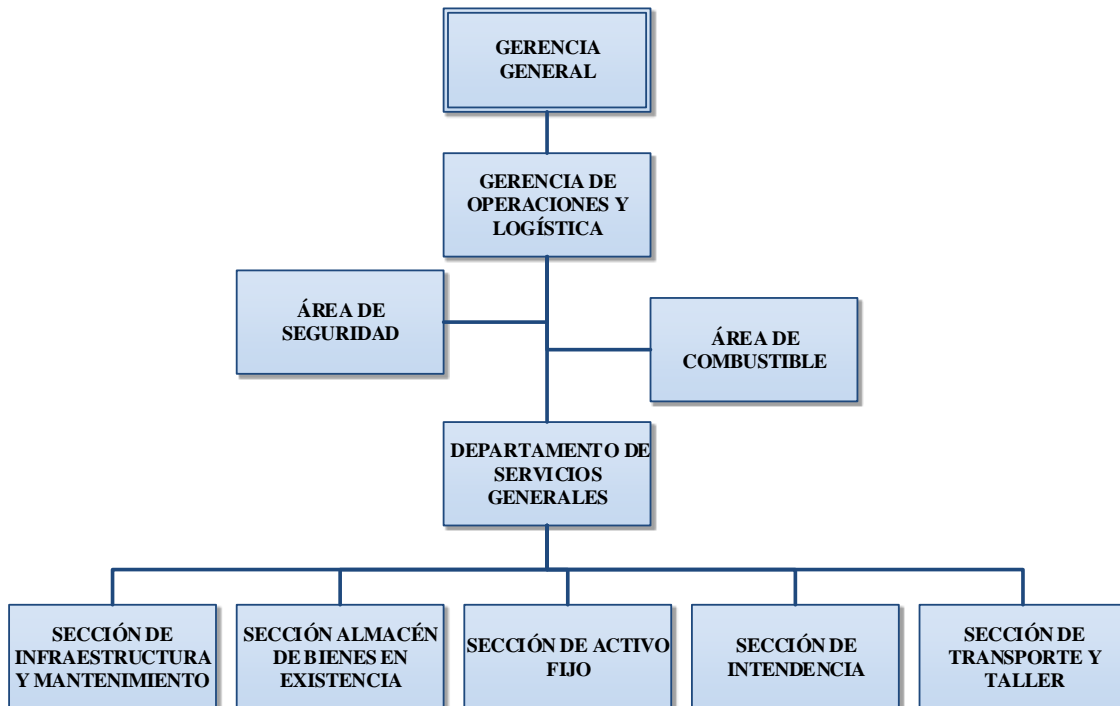 GERENCIA
GENERAL
GERENCIA DE
OPERACIONES Y
LOGÍSTICA
ÁREA DE
SEGURIDAD
ÁREA DE
COMBUSTIBLE
DEPARTAMENTO DE
SERVICIOS
GENERALES
SECCIÓN DE
INFRAESTRUCTURA
Y MANTENIMIENTO
SECCIÓN ALMACÉN
DE BIENES EN
EXISTENCIA
SECCIÓN DE ACTIVO
FIJO
SECCIÓN DE
INTENDENCIA
SECCIÓN DE
TRANSPORTE Y
TALLER